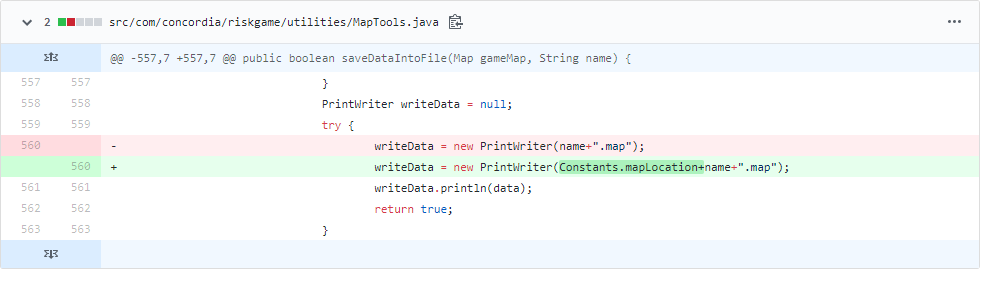 2 src/com/concordia/riskgame/utilities/MapTools.java ...
@@ -557,7 +557,7 @@ public boolean saveDataIntoFile(Map gameMap, String name) {
557 557 }
558 558 PrintWriter writeData = null;
559 559 try {
560 - writeData = new PrintWriter(name+".map");
560 + writeData = new PrintWriter(Constants.mapLocation+name+".map");
561 561 writeData.println(data);
562 562 return true;
563 563 }